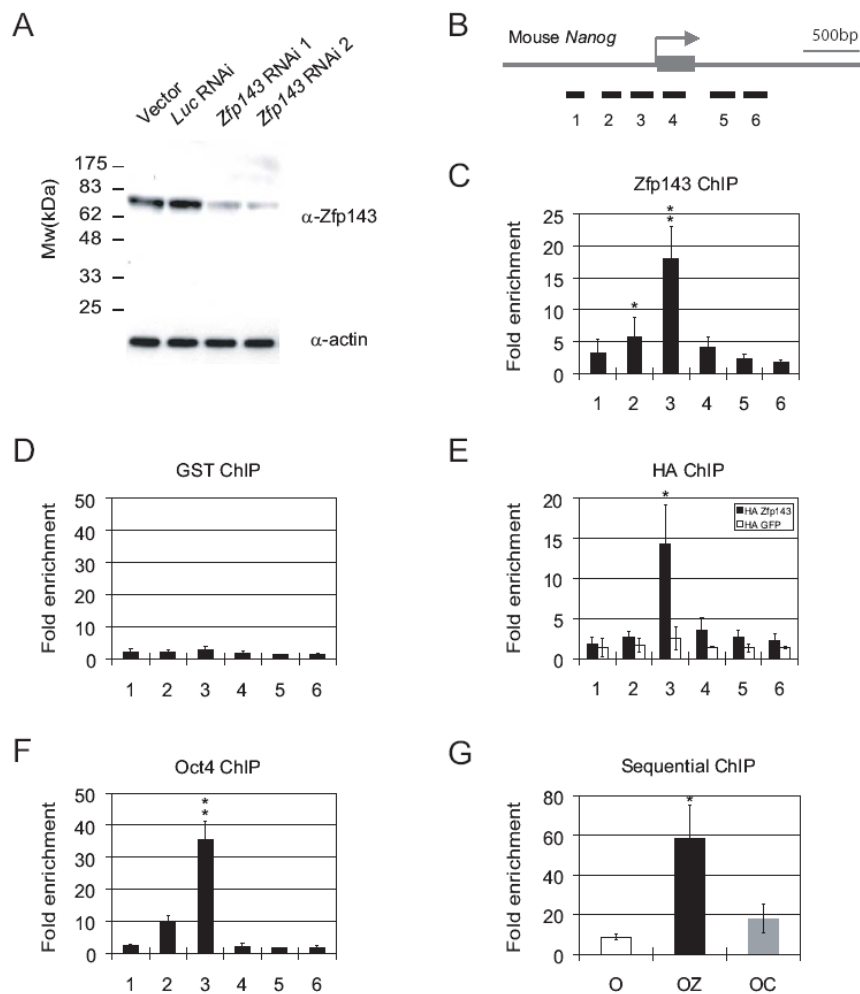 A
Vector
Luc RNAi
Zfp143 RNAi 1
Zfp143 RNAi 2
Mw(kDa)
175
83
62
48
33
25
α-Zfp143
α-actin
B
Mouse Nanog
500bp
1 2 3 4 5 6
C
Zfp143 ChIP
Fold enrichment
25
20
15
10
5
0
*
*
*
1 2 3 4 5 6
D
GST ChIP
Fold enrichment
50
40
30
20
10
0
1 2 3 4 5 6
E
HA ChIP
Fold enrichment
20
15
10
5
0
*
HA Zfp143
HA GFP
1 2 3 4 5 6
F
Oct4 ChIP
Fold enrichment
50
40
30
20
10
0
*
*
1 2 3 4 5 6
G
Sequential ChIP
Fold enrichment
80
60
40
20
0
*
O OZ OC